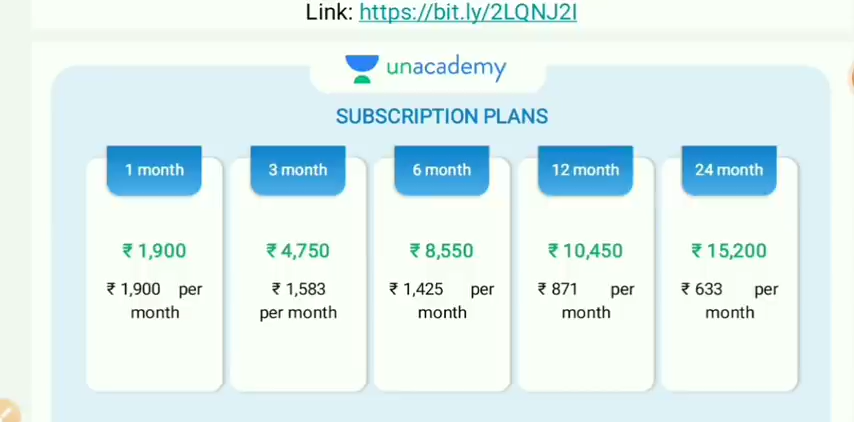 Link: https://bit.ly/2LQNJ2I
unacademy
SUBSCRIPTION PLANS
1 month
3 month
6 month
12 month
24 month
₹ 1,900
₹ 4,750
₹ 8,550
₹ 10,450
₹ 15,200
₹ 1,900 per
month
₹ 1,583
per month
₹ 1,425 per
month
₹ 871 per
month
₹ 633 per
month